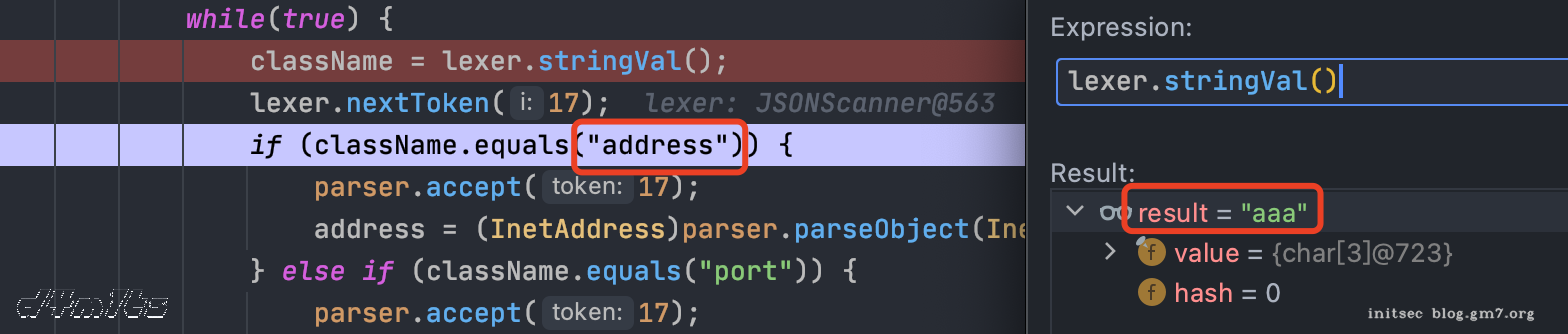 while(true) {
className = lexer.stringVal();
lexer.nextToken( i: 17); lexer: JSONScanner@563
if (className.equals("address")) {
parser.accept( token: 17);
address = (InetAddress)parser.parseObject(Ine
} else if (className.equals("port")) {
parser.accept( token: 17);
d4m1ts
Expression:
lexer.stringVal()
Result:
result = "aaa"
f value = {char[3]@723}
f hash = 0
initsec blog.gm7.org